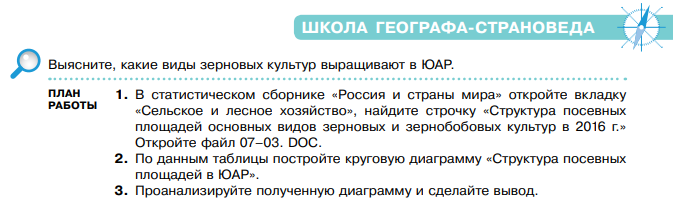 ШКОЛА ГЕОГРАФА-СТРАНОВЕДА
Выясните, какие виды зерновых культур выращивают в ЮАР.
ПЛАН РАБОТЫ
1. В статистическом сборнике «Россия и страны мира» откройте вкладку
«Сельское и лесное хозяйство», найдите строчку «Структура посевных
площадей основных видов зерновых и зернобобовых культур в 2016 г.»
Откройте файл 07–03. DOC.
2. По данным таблицы постройте круговую диаграмму «Структура посевных
площадей в ЮАР».
3. Проанализируйте полученную диаграмму и сделайте вывод.